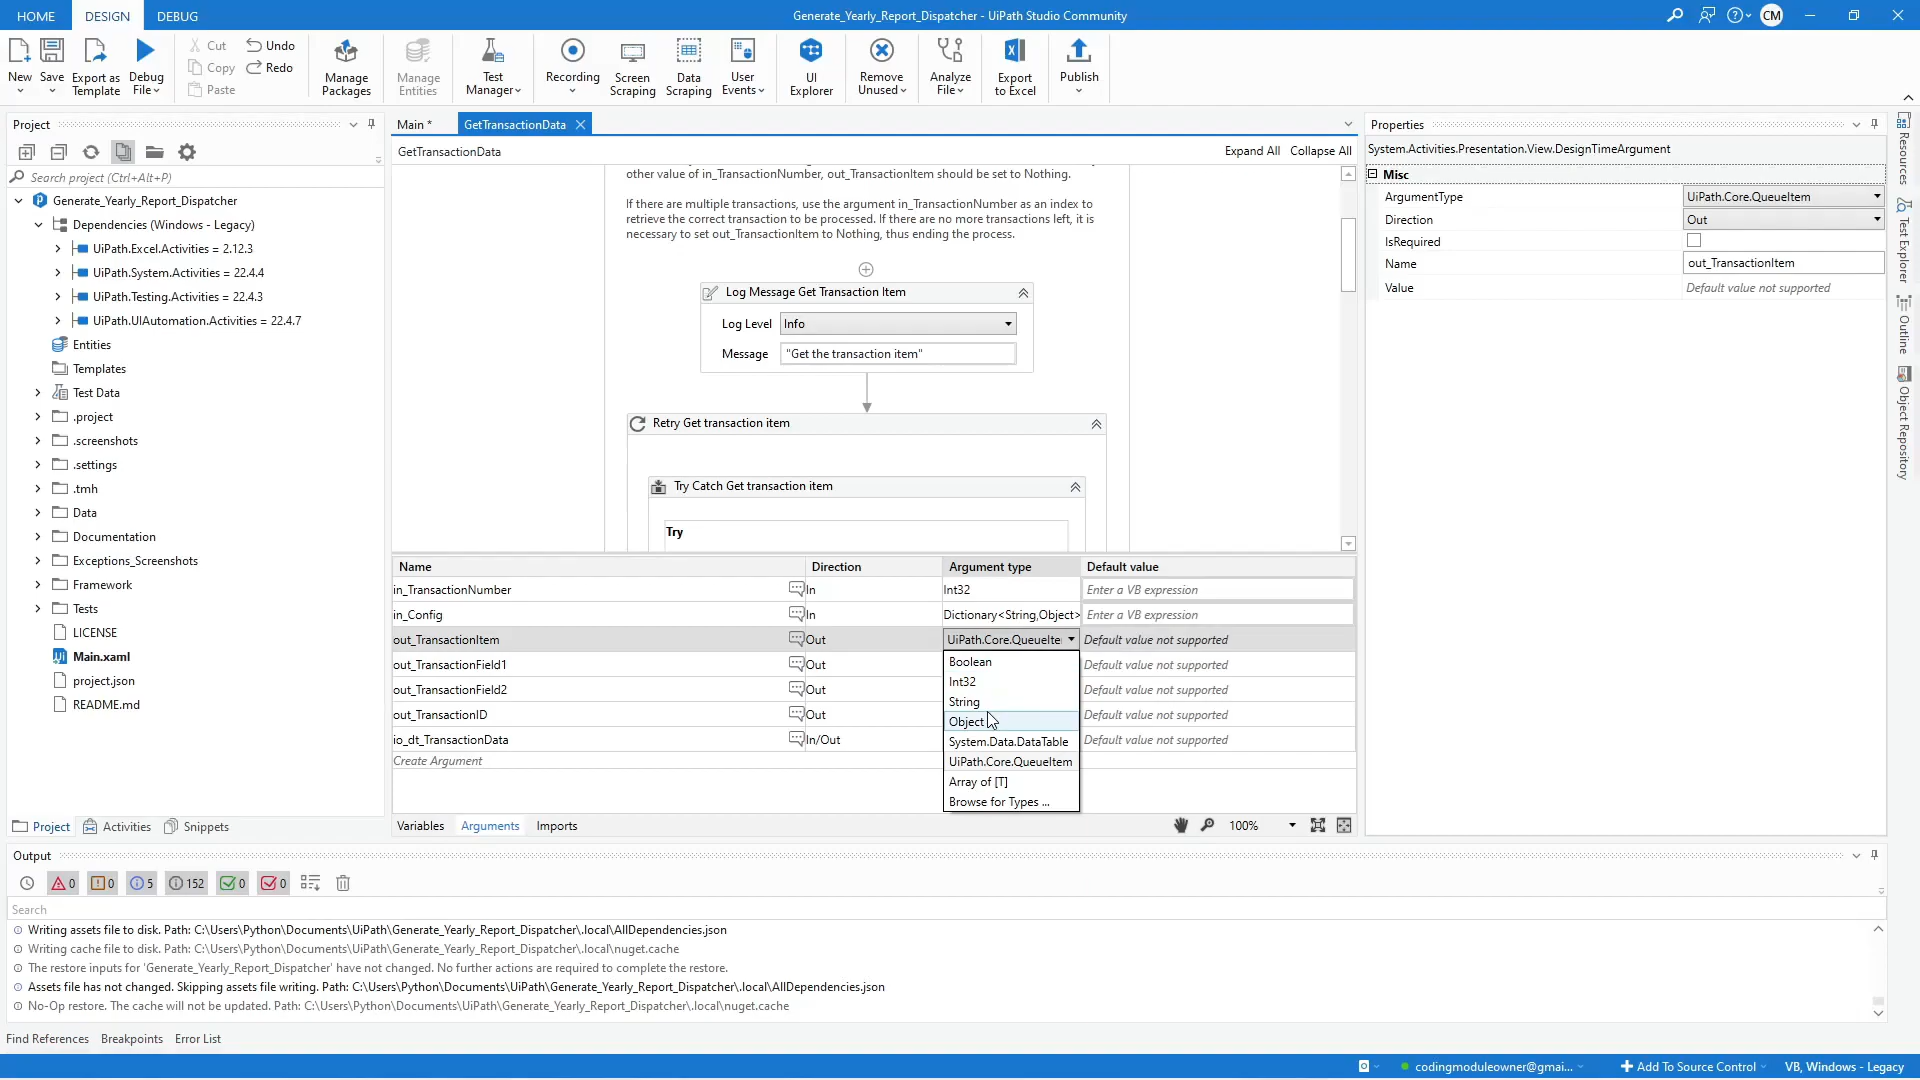 HOME DESIGN DEBUG Generate_Yearly_Report_Dispatcher - UiPath Studio Community CM
New Save Export as Template Debug File Cut Copy Paste Undo Redo Manage Packages Manage Entities Test Manager Recording Screen Scraping Data Scraping User Events UI Explorer Remove Unused Analyze File Export to Excel Publish
Project
Search project (Ctrl+Alt+P)
Generate_Yearly_Report_Dispatcher
Dependencies (Windows - Legacy)
UiPath.Excel.Activities = 2.12.3
UiPath.System.Activities = 22.4.4
UiPath.Testing.Activities = 22.4.3
UiPath.UIAutomation.Activities = 22.4.7
Entities
Templates
Test Data
.project
.screenshots
.settings
.tmh
Data
Documentation
Exceptions_Screenshots
Framework
Tests
LICENSE
Main.xaml
project.json
README.md
Project Activities Snippets
Main * GetTransactionData
GetTransactionData Expand All Collapse All
other value of in_TransactionNumber, out_TransactionItem should be set to Nothing.
If there are multiple transactions, use the argument in_TransactionNumber as an index to
retrieve the correct transaction to be processed. If there are no more transactions left, it is
necessary to set out_TransactionItem to Nothing, thus ending the process.
Log Message Get Transaction Item
Log Level Info
Message "Get the transaction item"
Retry Get transaction item
Try Catch Get transaction item
Try
Name Direction Argument type Default value
in_TransactionNumber In Int32 Enter a VB expression
in_Config In Dictionary<String,Object> Enter a VB expression
out_TransactionItem Out UiPath.Core.QueueIte Default value not supported
out_TransactionField1 Out Default value not supported
out_TransactionField2 Out Default value not supported
out_TransactionID Out Default value not supported
io_dt_TransactionData In/Out Default value not supported
Create Argument
Boolean
Int32
String
Object
System.Data.DataTable
UiPath.Core.QueueItem
Array of [T]
Browse for Types ...
Variables Arguments Imports 100%
Properties
System.Activities.Presentation.View.DesignTimeArgument
Misc
ArgumentType UiPath.Core.QueueItem
Direction Out
IsRequired
Name out_TransactionItem
Value Default value not supported
Resources
Test Explorer
Outline
Object Repository
Output
0 0 5 152 0 0
Search
Writing assets file to disk. Path: C:\Users\Python\Documents\UiPath\Generate_Yearly_Report_Dispatcher\.local\AllDependencies.json
Writing cache file to disk. Path: C:\Users\Python\Documents\UiPath\Generate_Yearly_Report_Dispatcher\.local\nuget.cache
The restore inputs for 'Generate_Yearly_Report_Dispatcher' have not changed. No further actions are required to complete the restore.
Assets file has not changed. Skipping assets file writing. Path: C:\Users\Python\Documents\UiPath\Generate_Yearly_Report_Dispatcher\.local\AllDependencies.json
No-Op restore. The cache will not be updated. Path: C:\Users\Python\Documents\UiPath\Generate_Yearly_Report_Dispatcher\.local\nuget.cache
Find References Breakpoints Error List
codingmoduleowner@gmai... Add To Source Control VB, Windows - Legacy